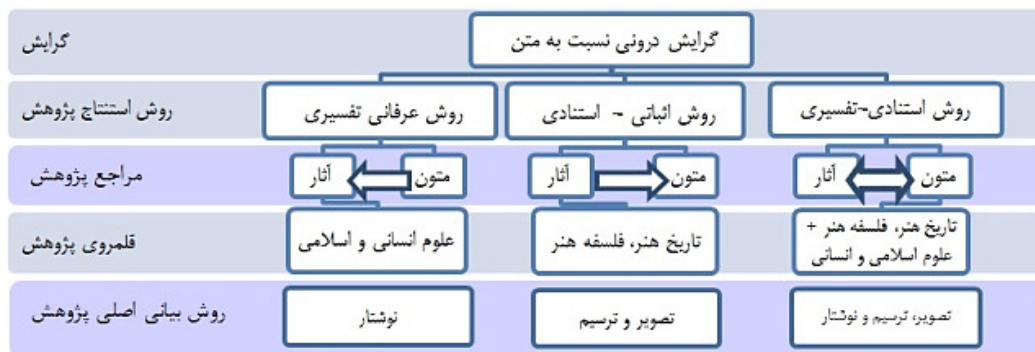 گرایش
گرایش درونی نسبت به متن
روش استنتاج پژوهش
روش استنادی-تفسیری
روش اثباتی - استنادی
روش عرفانی تفسیری
مراجع پژوهش
متون
آثار
متون
آثار
متون
آثار
قلمروی پژوهش
تاریخ هنر، فلسفه هنر +
علوم اسلامی و انسانی
تاریخ هنر، فلسفه هنر
علوم انسانی و اسلامی
روش بیانی اصلی پژوهش
تصویر، ترسیم و نوشتار
تصویر و ترسیم
نوشتار